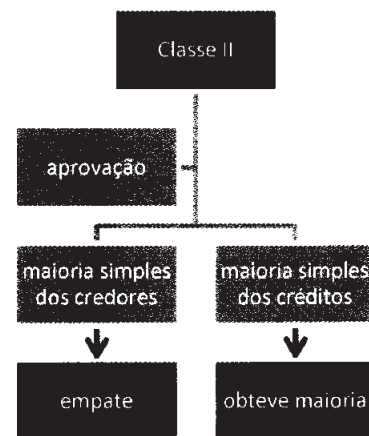 Classe II
aprovação
maioria simples
dos credores
maioria simples
dos créditos
empate
obteve maioria